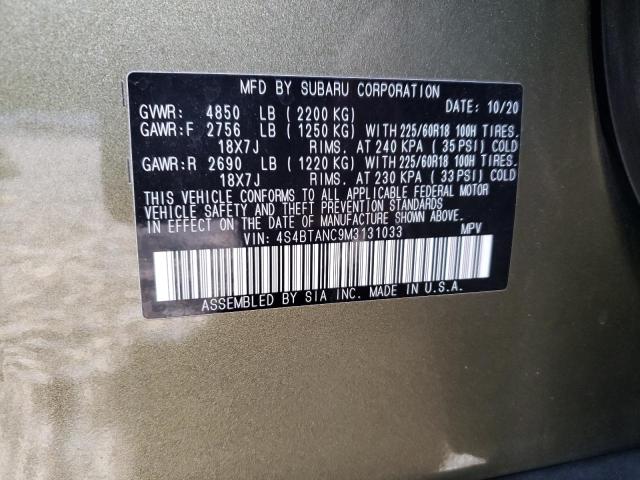 MFD BY SUBARU CORPORATION
GVWR: 4850 LB (2200 KG) DATE: 10/20
GAWR:F 2756 LB (1250 KG) WITH 225/60R18 100H TIRES.
18X7J RIMS. AT 240 KPA (35 PSI) COLD
GAWR:R 2690 LB (1220 KG) WITH 225/60R18 100H TIRES.
18X7J RIMS. AT 230 KPA (33 PSI) COLD
THIS VEHICLE CONFORMS TO ALL APPLICABLE FEDERAL MOTOR
VEHICLE SAFETY AND THEFT PREVENTION STANDARDS
IN EFFECT ON THE DATE OF MANUFACTURE SHOWN ABOVE.
VIN: 4S4BTANC9M3131033 MPV
ASSEMBLED BY SIA INC. MADE IN U.S.A.